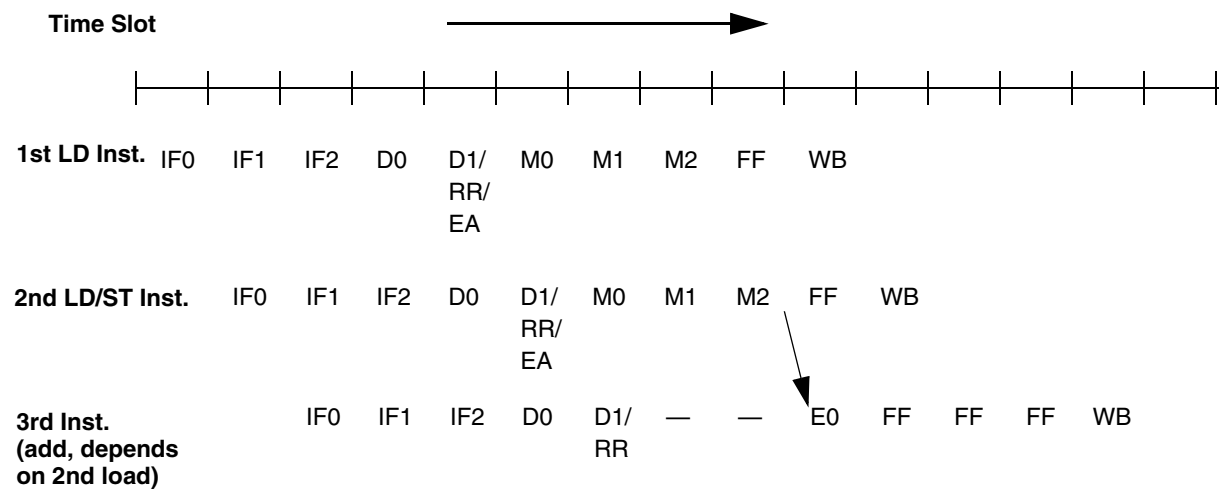 Time Slot
1st LD Inst. IF0 IF1 IF2 D0 D1/ M0 M1 M2 FF WB
RR/
EA
2nd LD/ST Inst. IF0 IF1 IF2 D0 D1/ M0 M1 M2 FF WB
RR/
EA
3rd Inst. IF0 IF1 IF2 D0 D1/ — — E0 FF FF FF WB
(add, depends RR
on 2nd load)